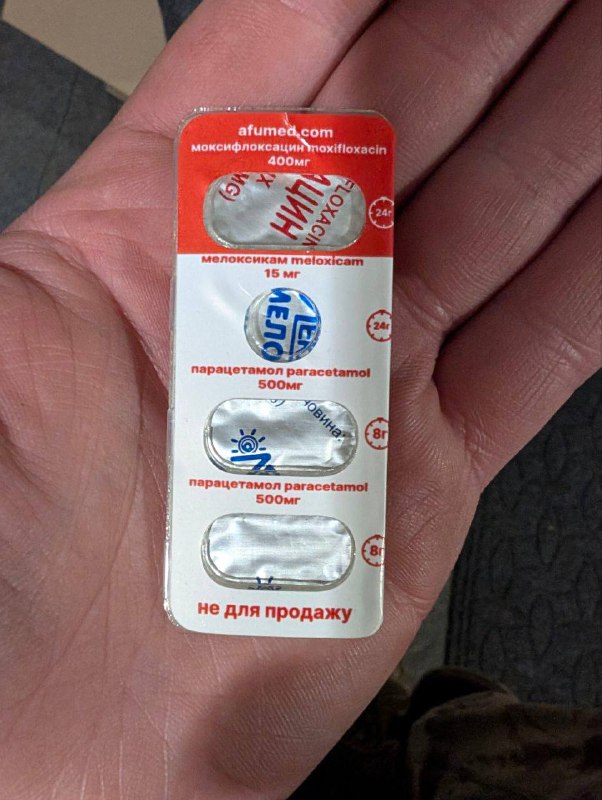 afumed.com
моксифлоксацин moxifloxacin
400мг
ЦИН
24г
мелоксикам meloxicam
15 мг
24г
парацетамол paracetamol
500мг
8г
парацетамол paracetamol
500мг
8г
не для продажу